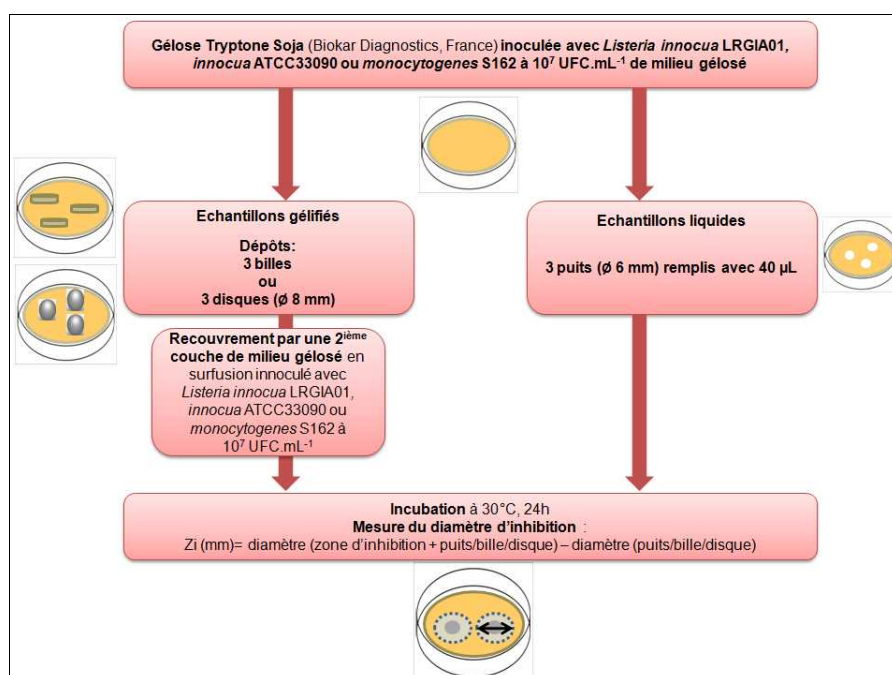 Gélose Tryptone Soja (Biokar Diagnostics, France) inoculée avec Listeria innocua LRGIA01,
innocua ATCC33090 ou monocytogenes S162 à 10⁷ UFC.mL⁻¹ de milieu gélosé
Echantillons gélifiés
Dépôts:
3 billes
ou
3 disques (ø 8 mm)
Echantillons liquides
3 puits (ø 6 mm) remplis avec 40 µL
Recouvrement par une 2ième
couche de milieu gélosé en
surfusion innoculé avec
Listeria innocua LRGIA01,
innocua ATCC33090 ou
monocytogenes S162 à
10⁷ UFC.mL⁻¹
Incubation à 30°C, 24h
Mesure du diamètre d'inhibition :
Zi (mm)= diamètre (zone d'inhibition + puits/bille/disque) – diamètre (puits/bille/disque)